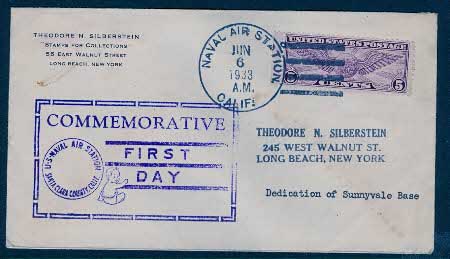 THEODORE N. SILBERSTEIN
"STAMPS FOR COLLECTIONS"
55 EAST WALNUT STREET
LONG BEACH, NEW YORK
NAVAL AIR STATION
JUN
6
1933
A.M.
CALIF.
UNITED STATES POSTAGE
5 CENTS 5
COMMEMORATIVE
FIRST
DAY
U·S·NAVAL AIR STATION
SANTA CLARA COUNTY, CALIF.
THEODORE N. SILBERSTEIN
245 WEST WALNUT ST.
LONG BEACH, NEW YORK
Dedication of Sunnyvale Base